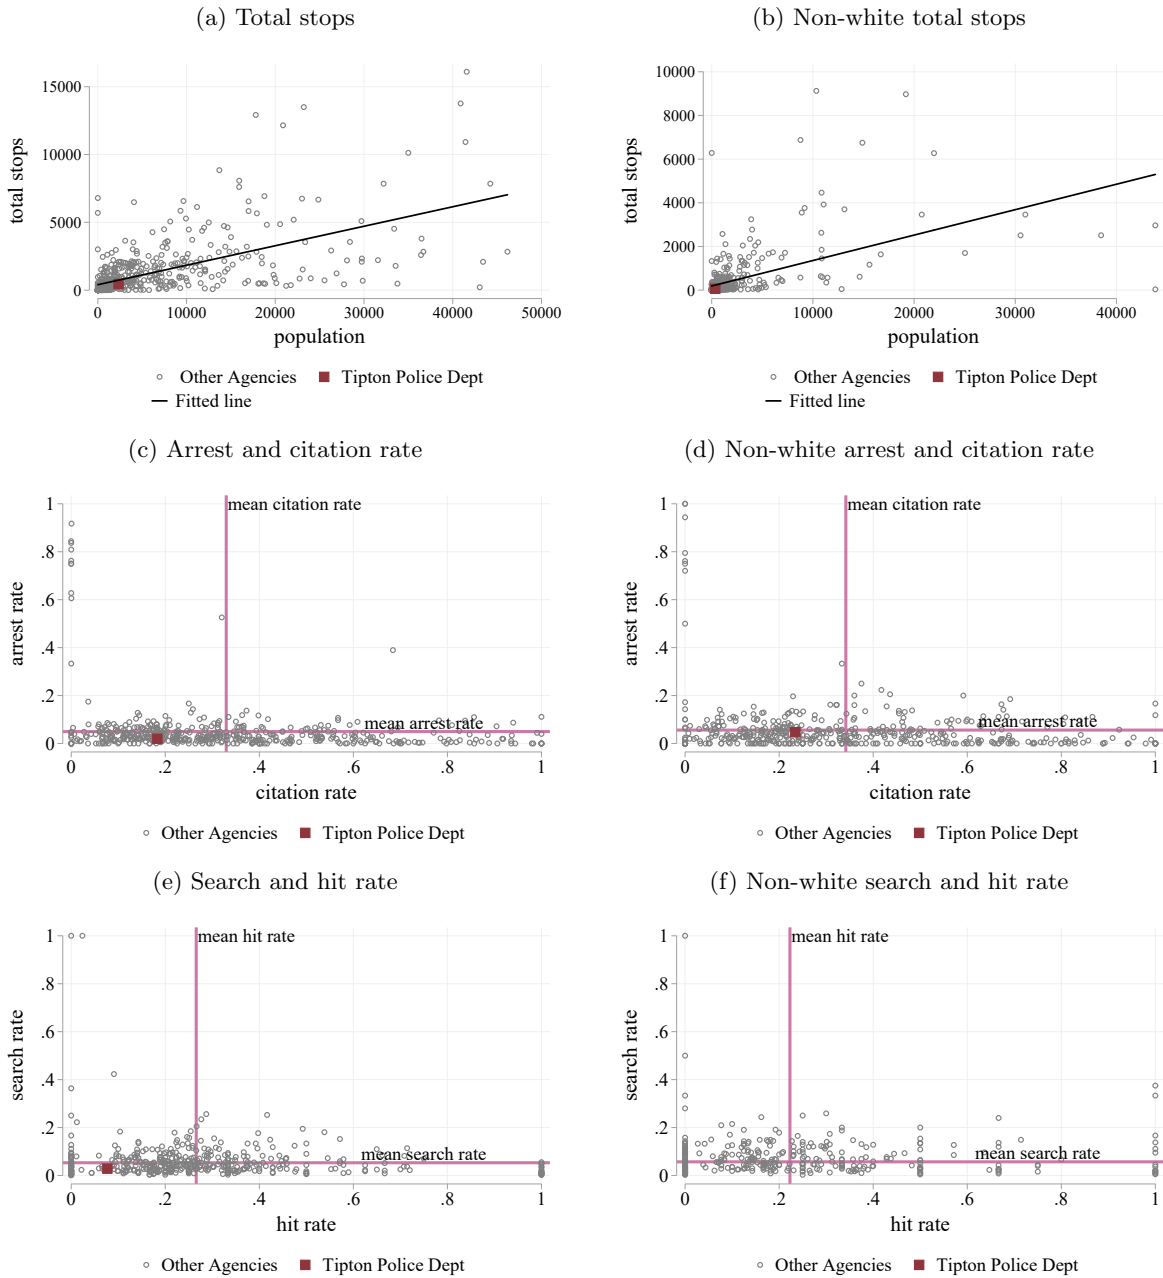 (a) Total stops
(b) Non-white total stops
total stops
15000
10000
5000
0
0 10000 20000 30000 40000 50000
population
Other Agencies Tipton Police Dept
Fitted line
total stops
10000
8000
6000
4000
2000
0
0 10000 20000 30000 40000
population
Other Agencies Tipton Police Dept
Fitted line
(c) Arrest and citation rate
(d) Non-white arrest and citation rate
arrest rate
1
.8
.6
.4
.2
0
mean citation rate
mean arrest rate
0 .2 .4 .6 .8 1
citation rate
Other Agencies Tipton Police Dept
arrest rate
1
.8
.6
.4
.2
0
mean citation rate
mean arrest rate
0 .2 .4 .6 .8 1
citation rate
Other Agencies Tipton Police Dept
(e) Search and hit rate
(f) Non-white search and hit rate
search rate
1
.8
.6
.4
.2
0
mean hit rate
mean search rate
0 .2 .4 .6 .8 1
hit rate
Other Agencies Tipton Police Dept
search rate
1
.8
.6
.4
.2
0
mean hit rate
mean search rate
0 .2 .4 .6 .8 1
hit rate
Other Agencies Tipton Police Dept